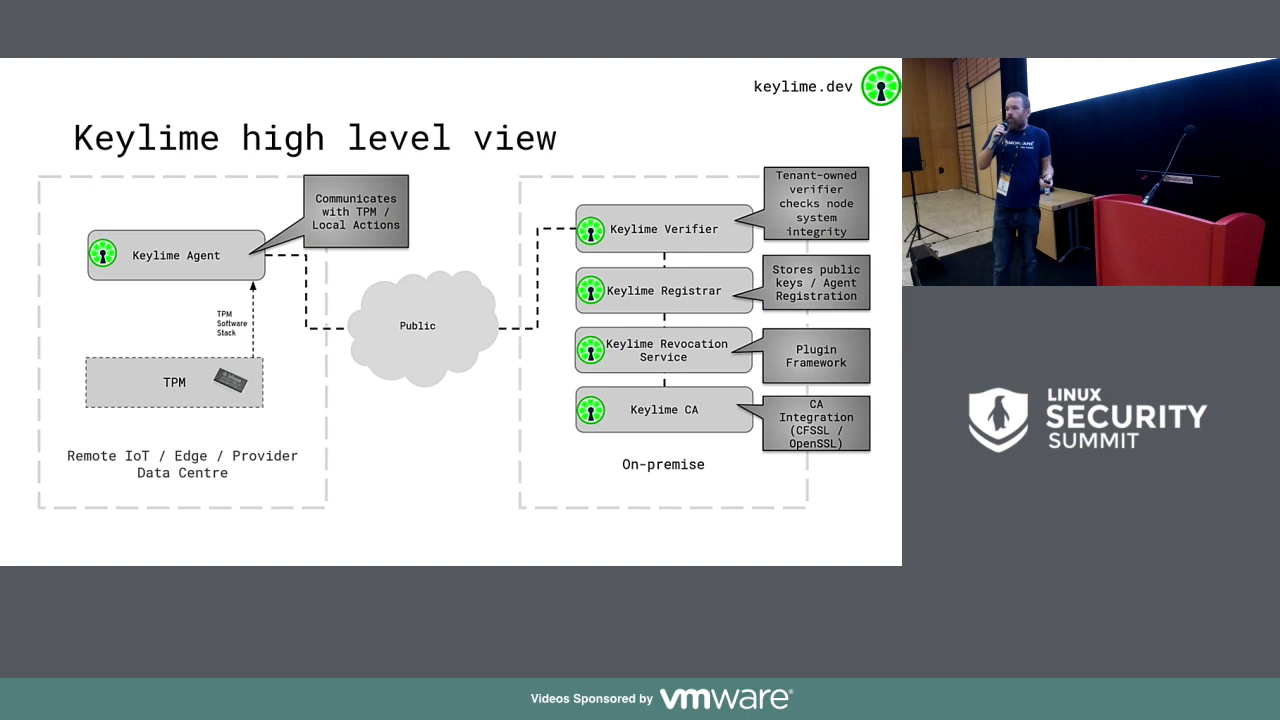 keylime.dev
Keylime high level view
Communicates
with TPM /
Local Actions
Keylime Agent
TPM
Software
Stack
TPM
Remote IoT / Edge / Provider
Data Centre
Public
Keylime Verifier
Tenant-owned
verifier
checks node
system
integrity
Keylime Registrar
Stores public
keys / Agent
Registration
Keylime Revocation
Service
Plugin
Framework
Keylime CA
CA
Integration
(CFSSL /
OpenSSL)
On-premise
LINUX
SECURITY
SUMMIT
Videos Sponsored by vmware®